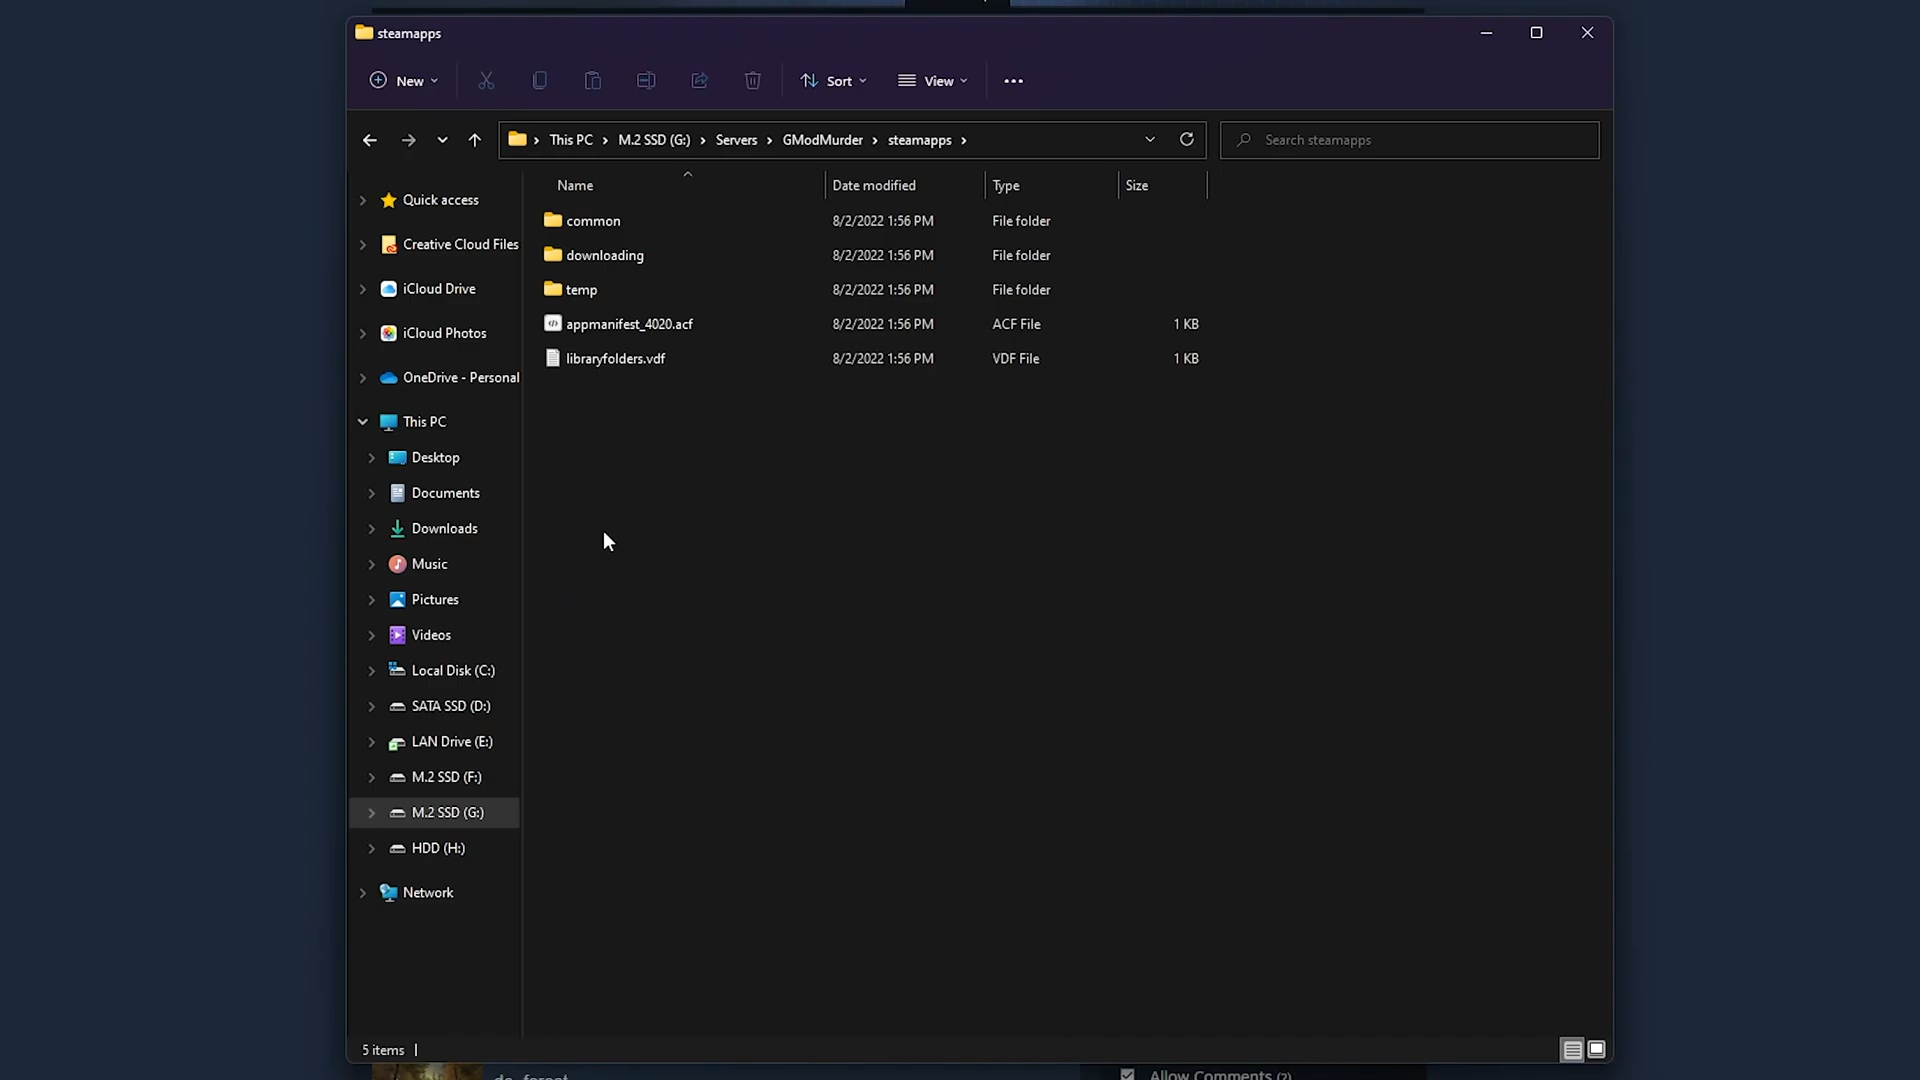 steamapps
New
Sort
View
This PC
M.2 SSD (G:)
Servers
GModMurder
steamapps
Search steamapps
Name
Date modified
Type
Size
common
8/2/2022 1:56 PM
File folder
downloading
8/2/2022 1:56 PM
File folder
temp
8/2/2022 1:56 PM
File folder
appmanifest_4020.acf
8/2/2022 1:56 PM
ACF File
1 KB
libraryfolders.vdf
8/2/2022 1:56 PM
VDF File
1 KB
Quick access
Creative Cloud Files
iCloud Drive
iCloud Photos
OneDrive - Personal
This PC
Desktop
Documents
Downloads
Music
Pictures
Videos
Local Disk (C:)
SATA SSD (D:)
LAN Drive (E:)
M.2 SSD (F:)
M.2 SSD (G:)
HDD (H:)
Network
5 items
Allow Comments (?)